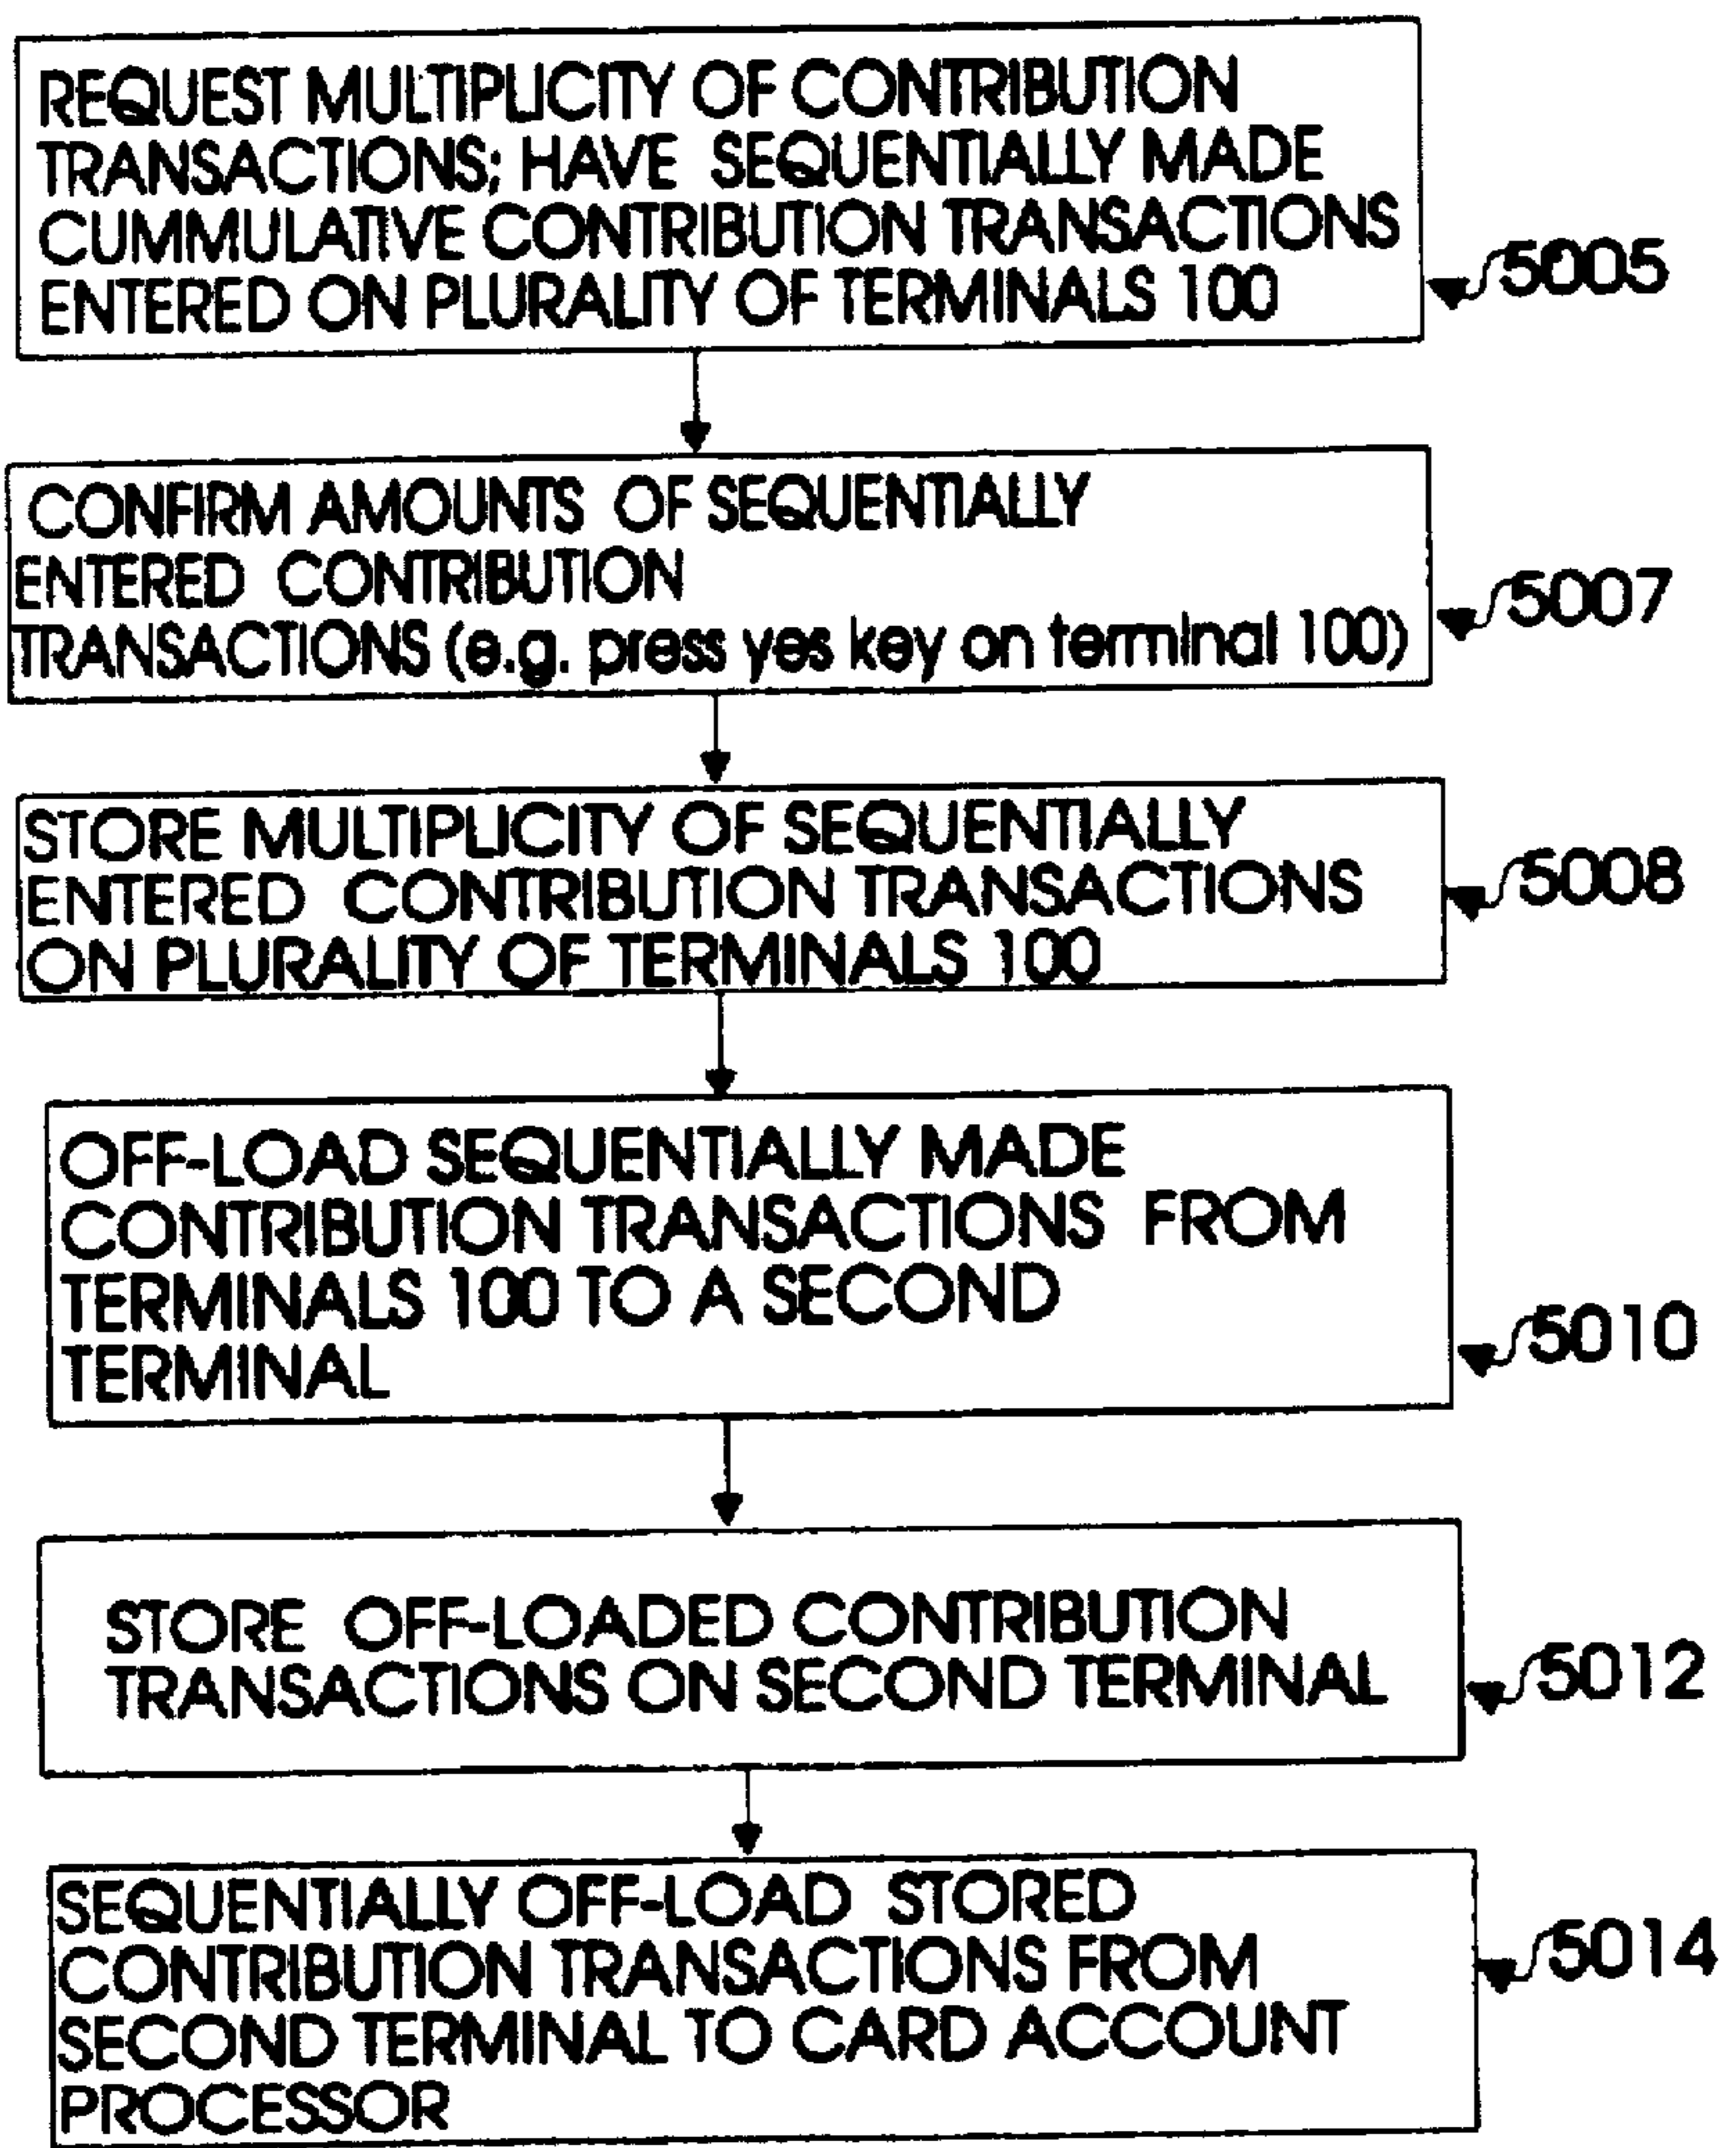 REQUEST MULTIPLICITY OF CONTRIBUTION
TRANSACTIONS; HAVE SEQUENTIALLY MADE
CUMMULATIVE CONTRIBUTION TRANSACTIONS
ENTERED ON PLURALITY OF TERMINALS 100
5005
CONFIRM AMOUNTS OF SEQUENTIALLY
ENTERED CONTRIBUTION
TRANSACTIONS (e.g. press yes key on terminal 100)
5007
STORE MULTIPLICITY OF SEQUENTIALLY
ENTERED CONTRIBUTION TRANSACTIONS
ON PLURALITY OF TERMINALS 100
5008
OFF-LOAD SEQUENTIALLY MADE
CONTRIBUTION TRANSACTIONS FROM
TERMINALS 100 TO A SECOND
TERMINAL
5010
STORE OFF-LOADED CONTRIBUTION
TRANSACTIONS ON SECOND TERMINAL
5012
SEQUENTIALLY OFF-LOAD STORED
CONTRIBUTION TRANSACTIONS FROM
SECOND TERMINAL TO CARD ACCOUNT
PROCESSOR
5014